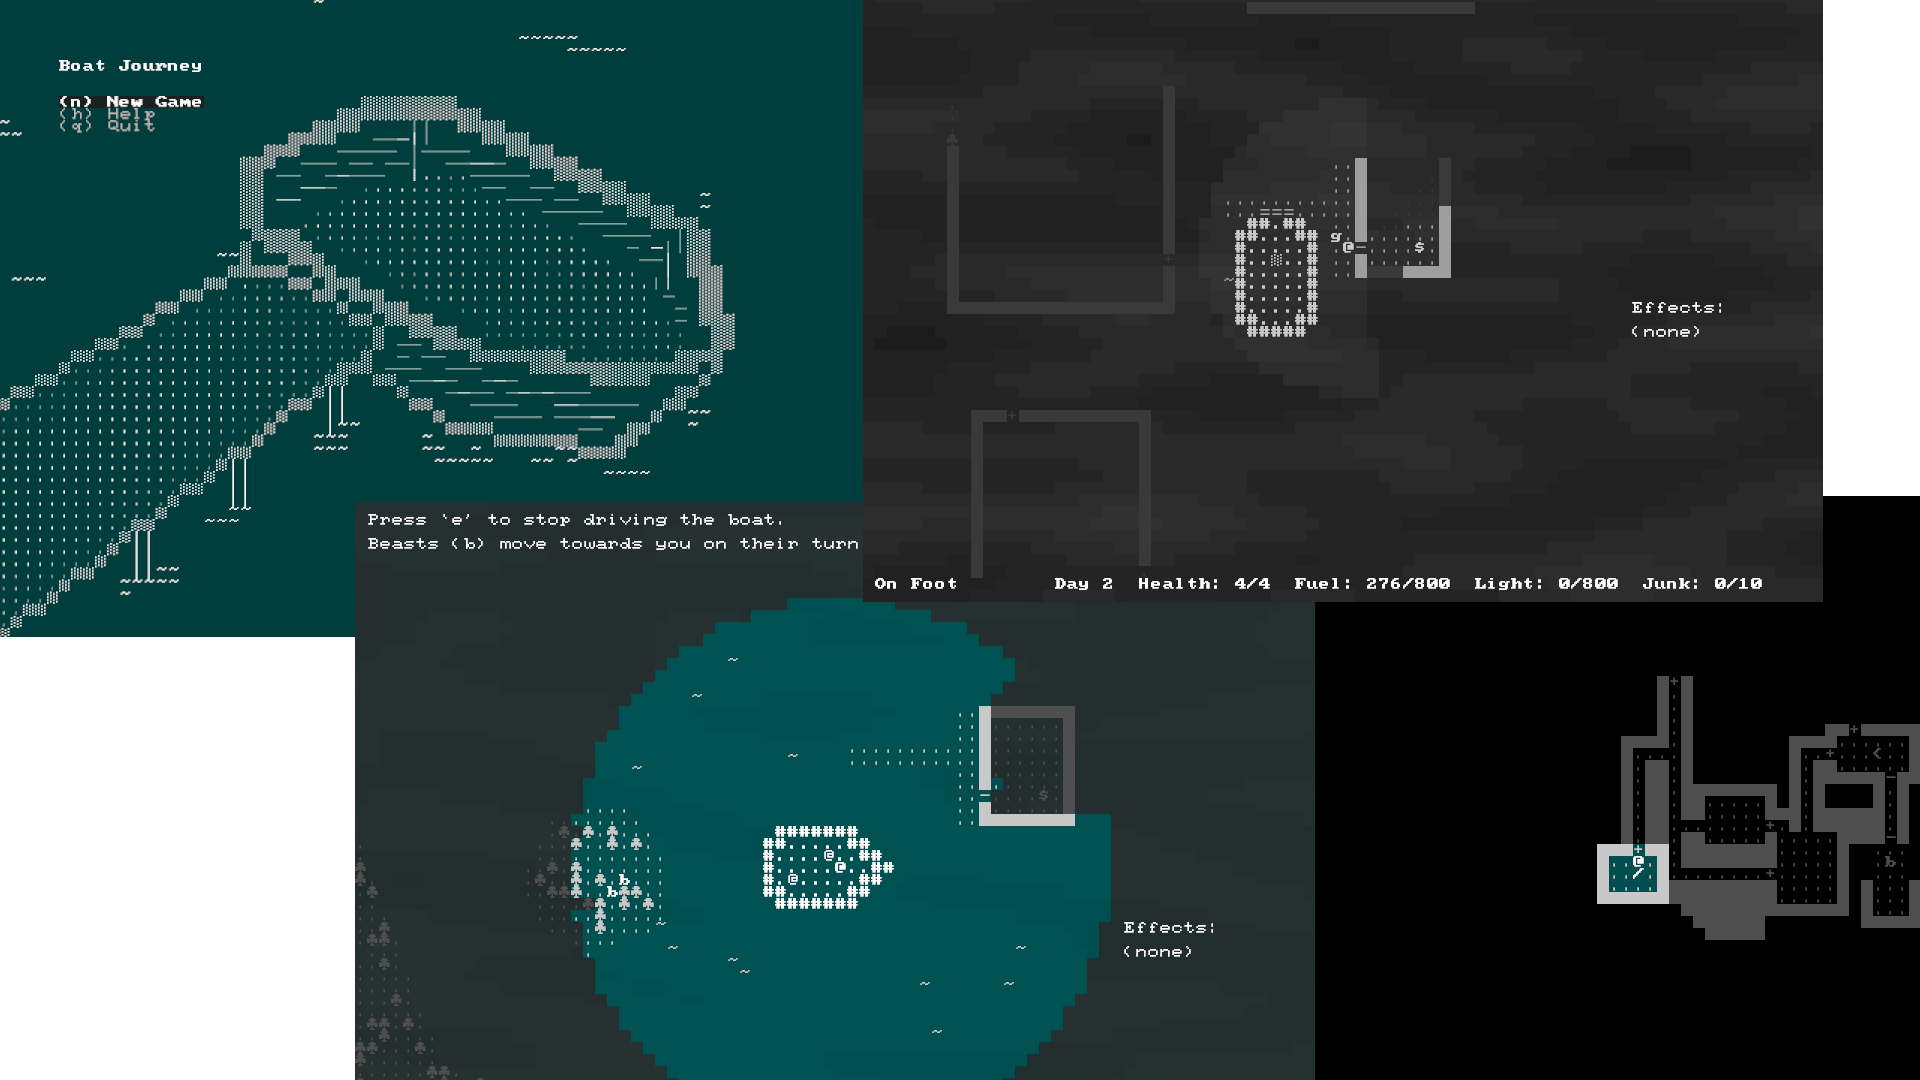 Boat Journey
(n) New Game
(h) Help
(q) Quit
Effects:
(none)
On Foot Day 2 Health: 4/4 Fuel: 276/800 Light: 0/800 Junk: 0/10
Press `e' to stop driving the boat.
Beasts (b) move towards you on their turn
Effects:
(none)